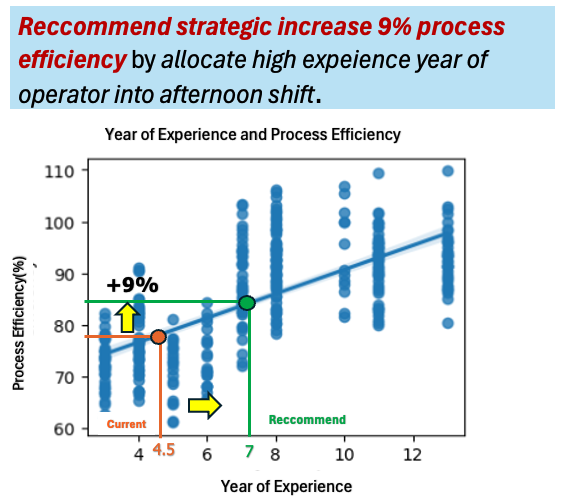 Reccommend strategic increase 9% process
efficiency by allocate high expeience year of
operator into afternoon shift.
Year of Experience and Process Efficiency
110
100
90
80
70
60
Process Efficiency(%)
+9%
Current
Reccommend
4
4.5
6
7
8
10
12
Year of Experience